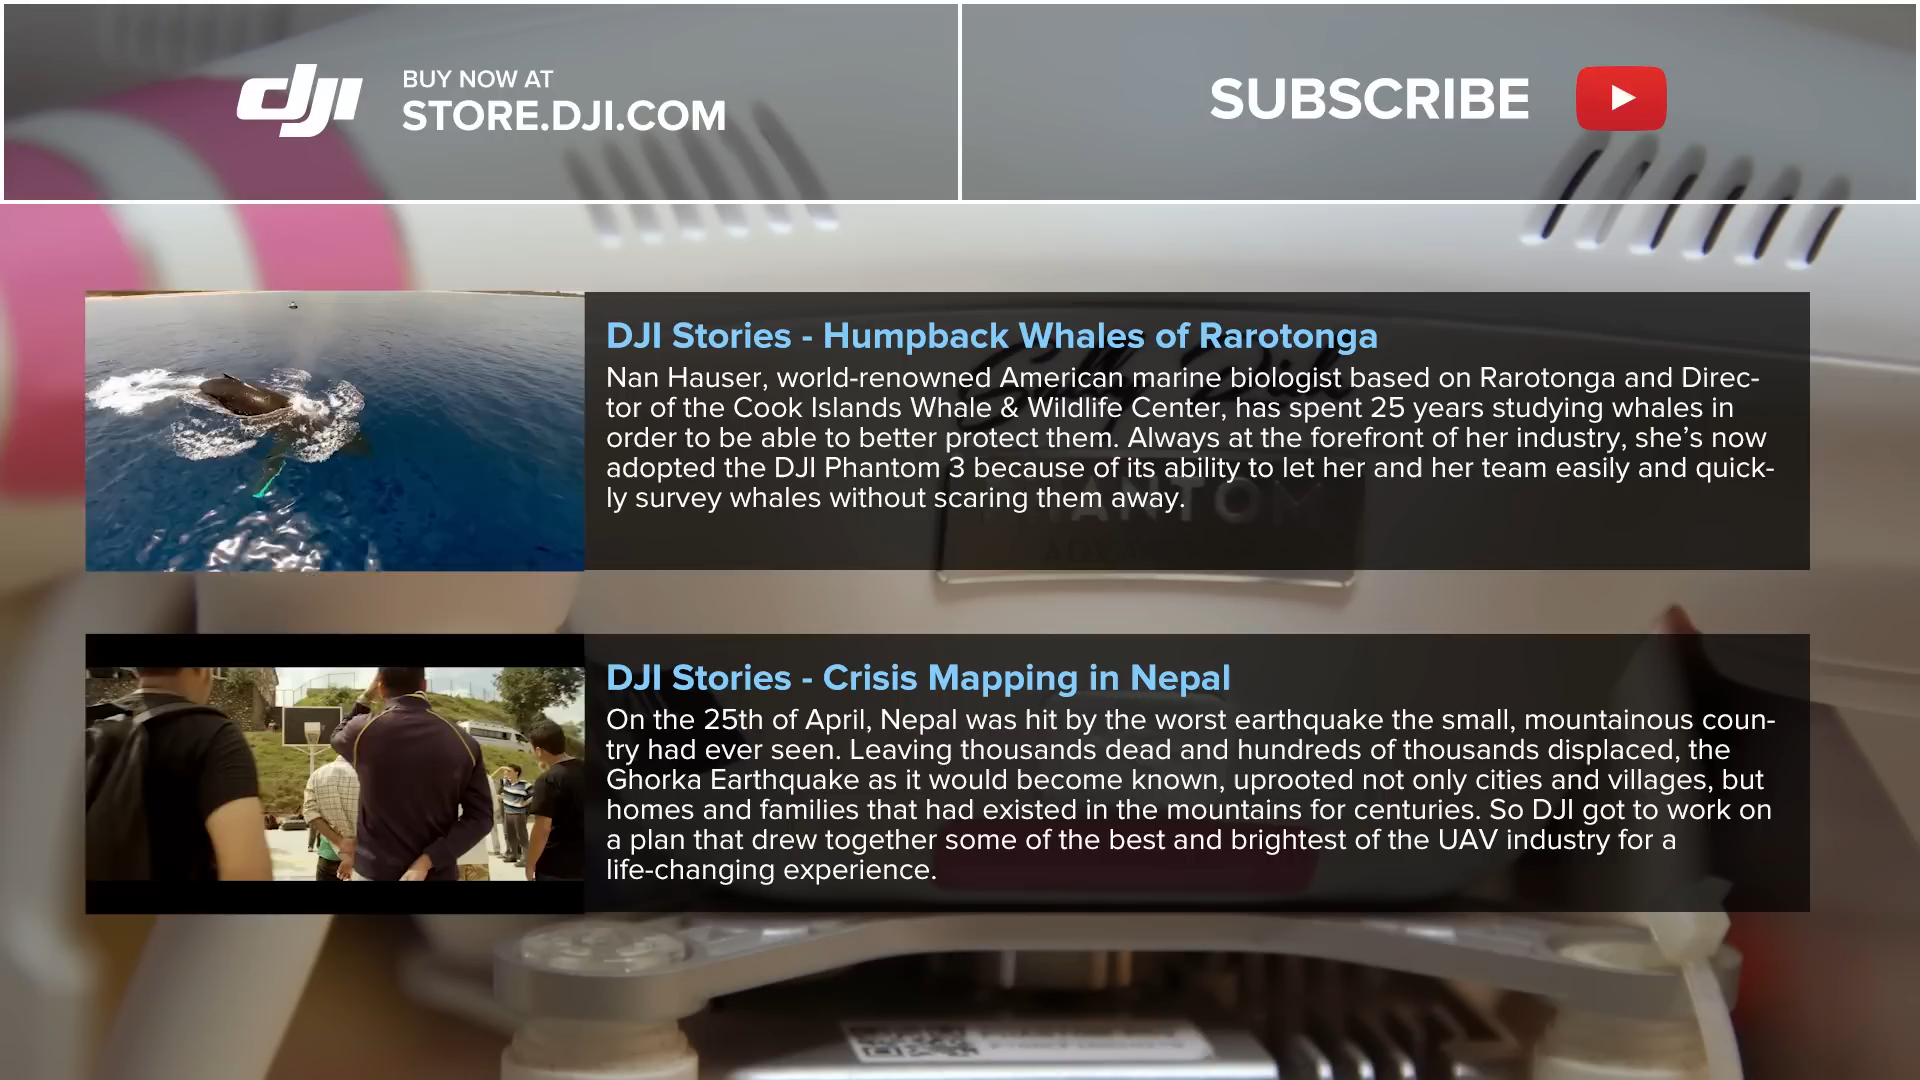 dji
BUY NOW AT
STORE.DJI.COM
SUBSCRIBE
DJI Stories - Humpback Whales of Rarotonga
Nan Hauser, world-renowned American marine biologist based on Rarotonga and Direc-
tor of the Cook Islands Whale & Wildlife Center, has spent 25 years studying whales in
order to be able to better protect them. Always at the forefront of her industry, she’s now
adopted the DJI Phantom 3 because of its ability to let her and her team easily and quick-
ly survey whales without scaring them away.
PHANTOM
DJI Stories - Crisis Mapping in Nepal
On the 25th of April, Nepal was hit by the worst earthquake the small, mountainous coun-
try had ever seen. Leaving thousands dead and hundreds of thousands displaced, the
Ghorka Earthquake as it would become known, uprooted not only cities and villages, but
homes and families that had existed in the mountains for centuries. So DJI got to work on
a plan that drew together some of the best and brightest of the UAV industry for a
life-changing experience.